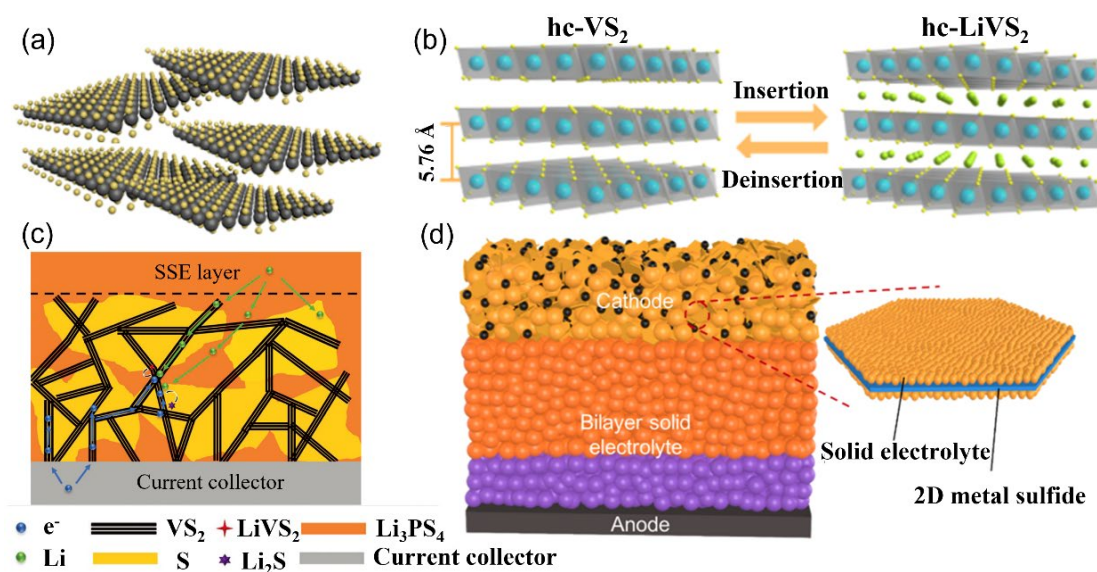 (a)
(b)
hc-VS₂
hc-LiVS₂
5.76 Å
Insertion
Deinsertion
(c)
SSE layer
Current collector
e⁻
VS₂
LiVS₂
Li₃PS₄
Li
S
Li₂S
Current collector
(d)
Cathode
Bilayer solid
electrolyte
Anode
Solid electrolyte
2D metal sulfide